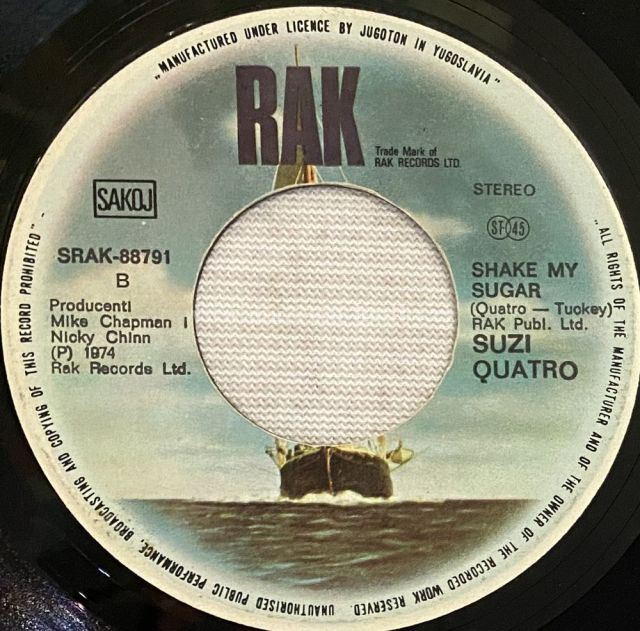 „MANUFACTURED UNDER LICENCE BY JUGOTON IN YUGOSLAVIA"
RAK
Trade Mark of
RAK RECORDS LTD.
SAKOJ
SRAK-88791
B
Producenti
Mike Chapman i
Nicky Chinn
(P) 1974
Rak Records Ltd.
STEREO
ST 45
SHAKE MY
SUGAR
(Quatro — Tuokey)
RAK Publ. Ltd.
SUZI
QUATRO
„ALL RIGHTS OF THE MANUFACTURER AND OF THE OWNER OF THE RECORDED WORK RESERVED. UNAUTHORISED PUBLIC PERFORMANCE, BROADCASTING AND COPYING OF THIS RECORD PROHIBITED"